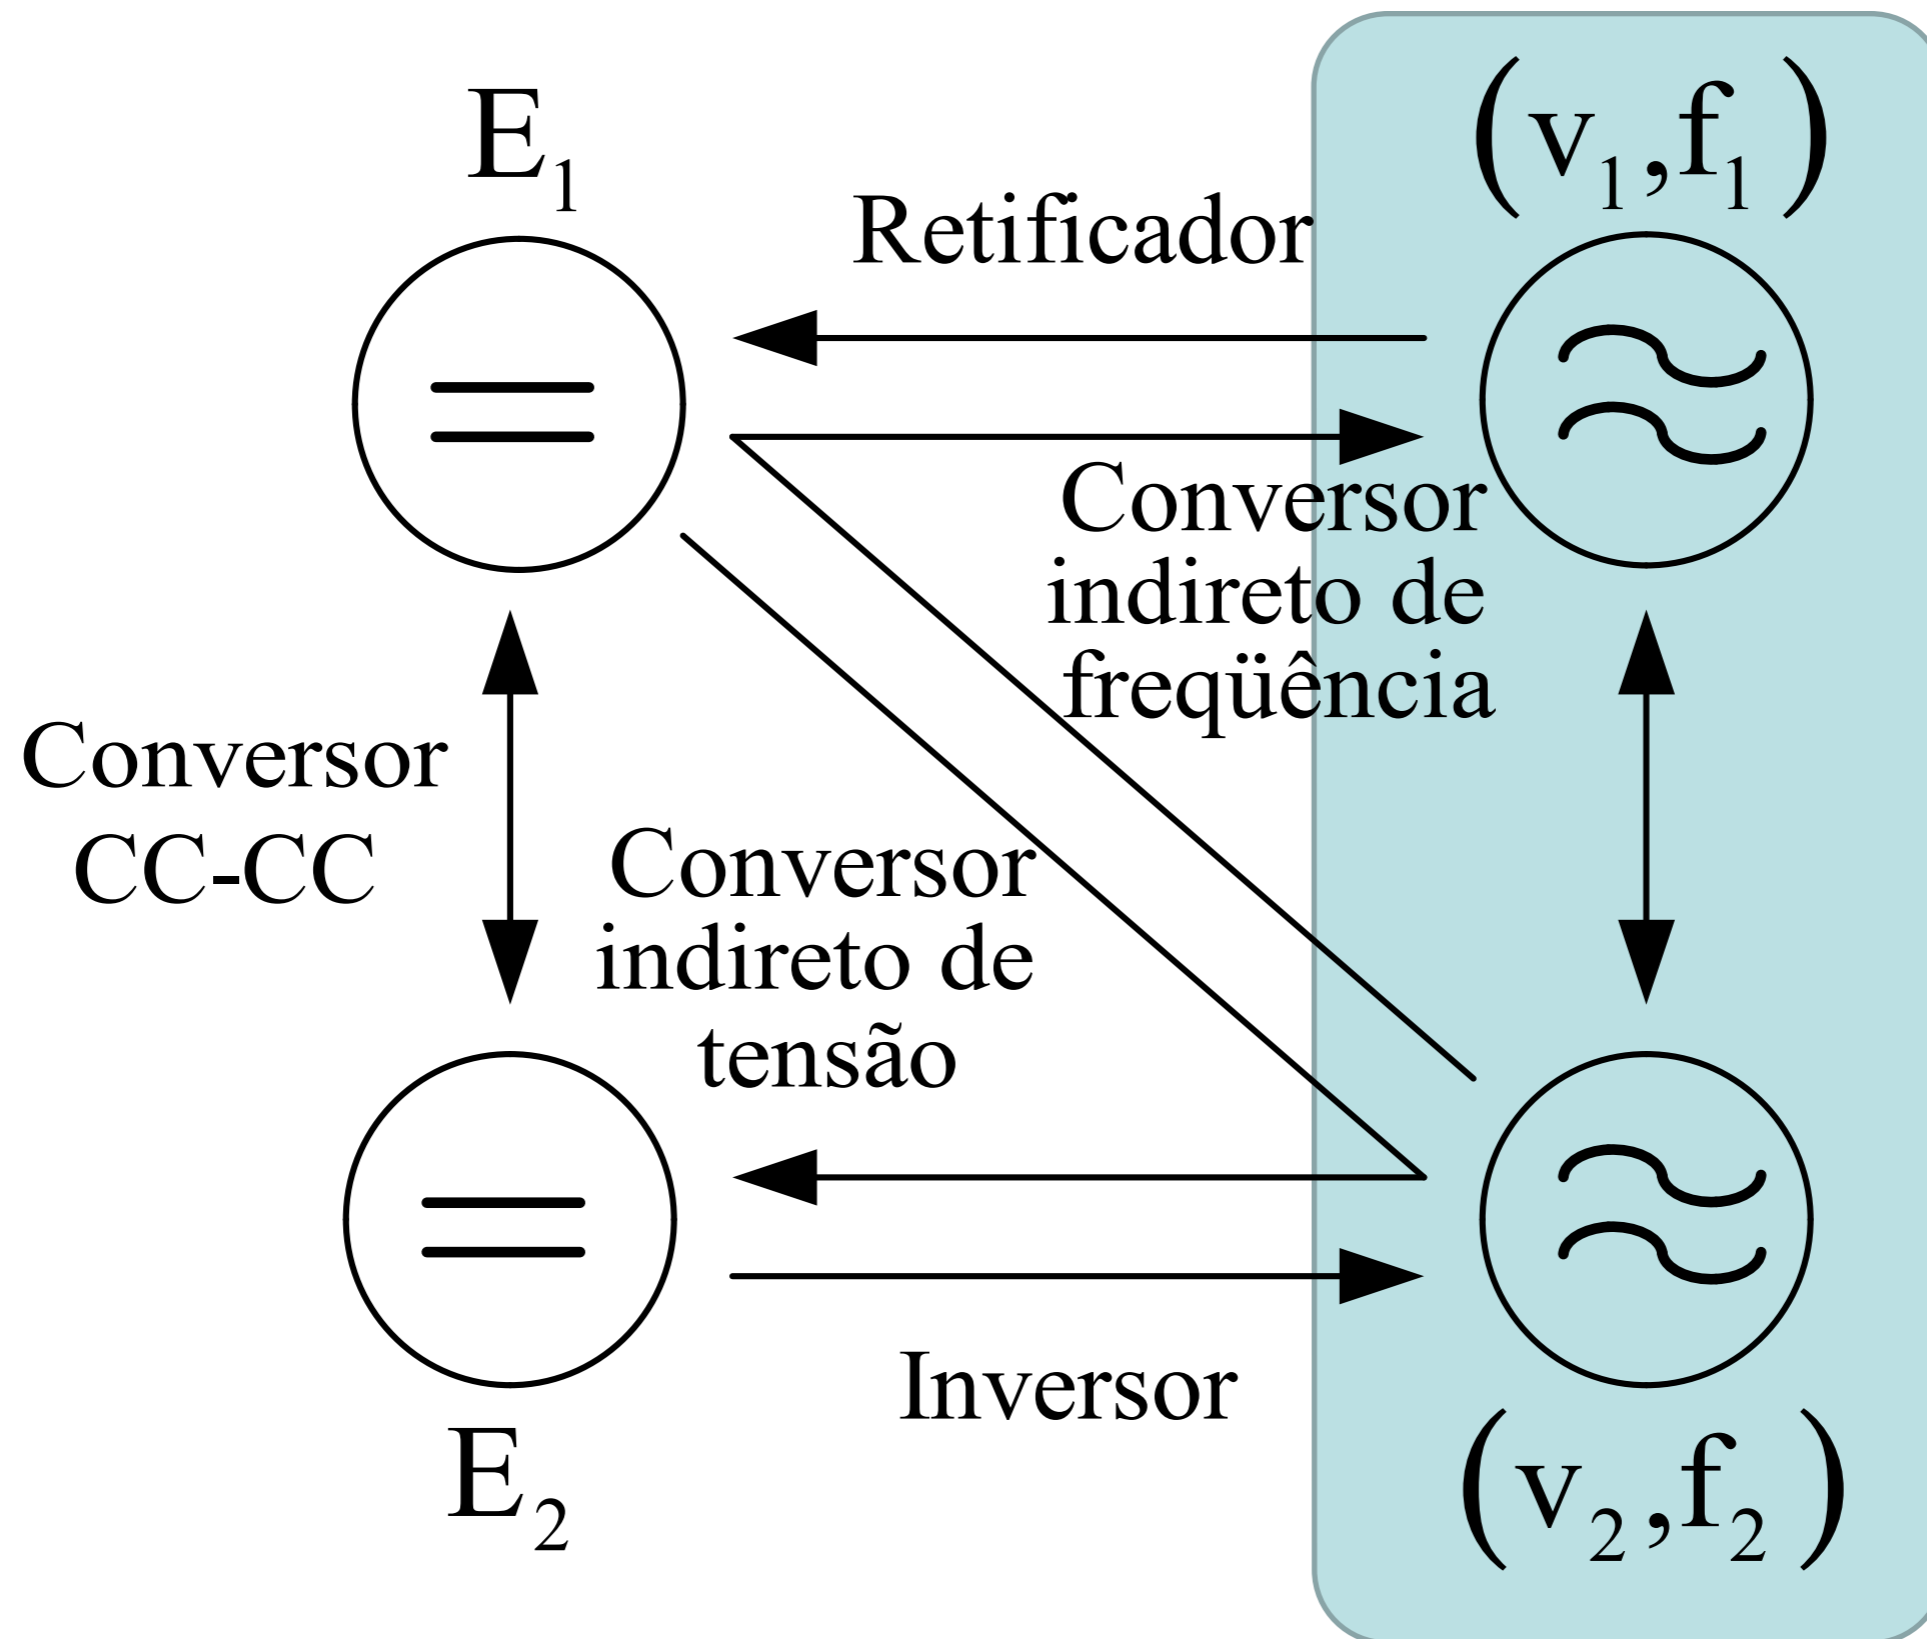 E₁
(v₁,f₁)
Retificador
Conversor
indireto de
freqüência
Conversor
CC-CC
Conversor
indireto de
tensão
Inversor
E₂
(v₂,f₂)